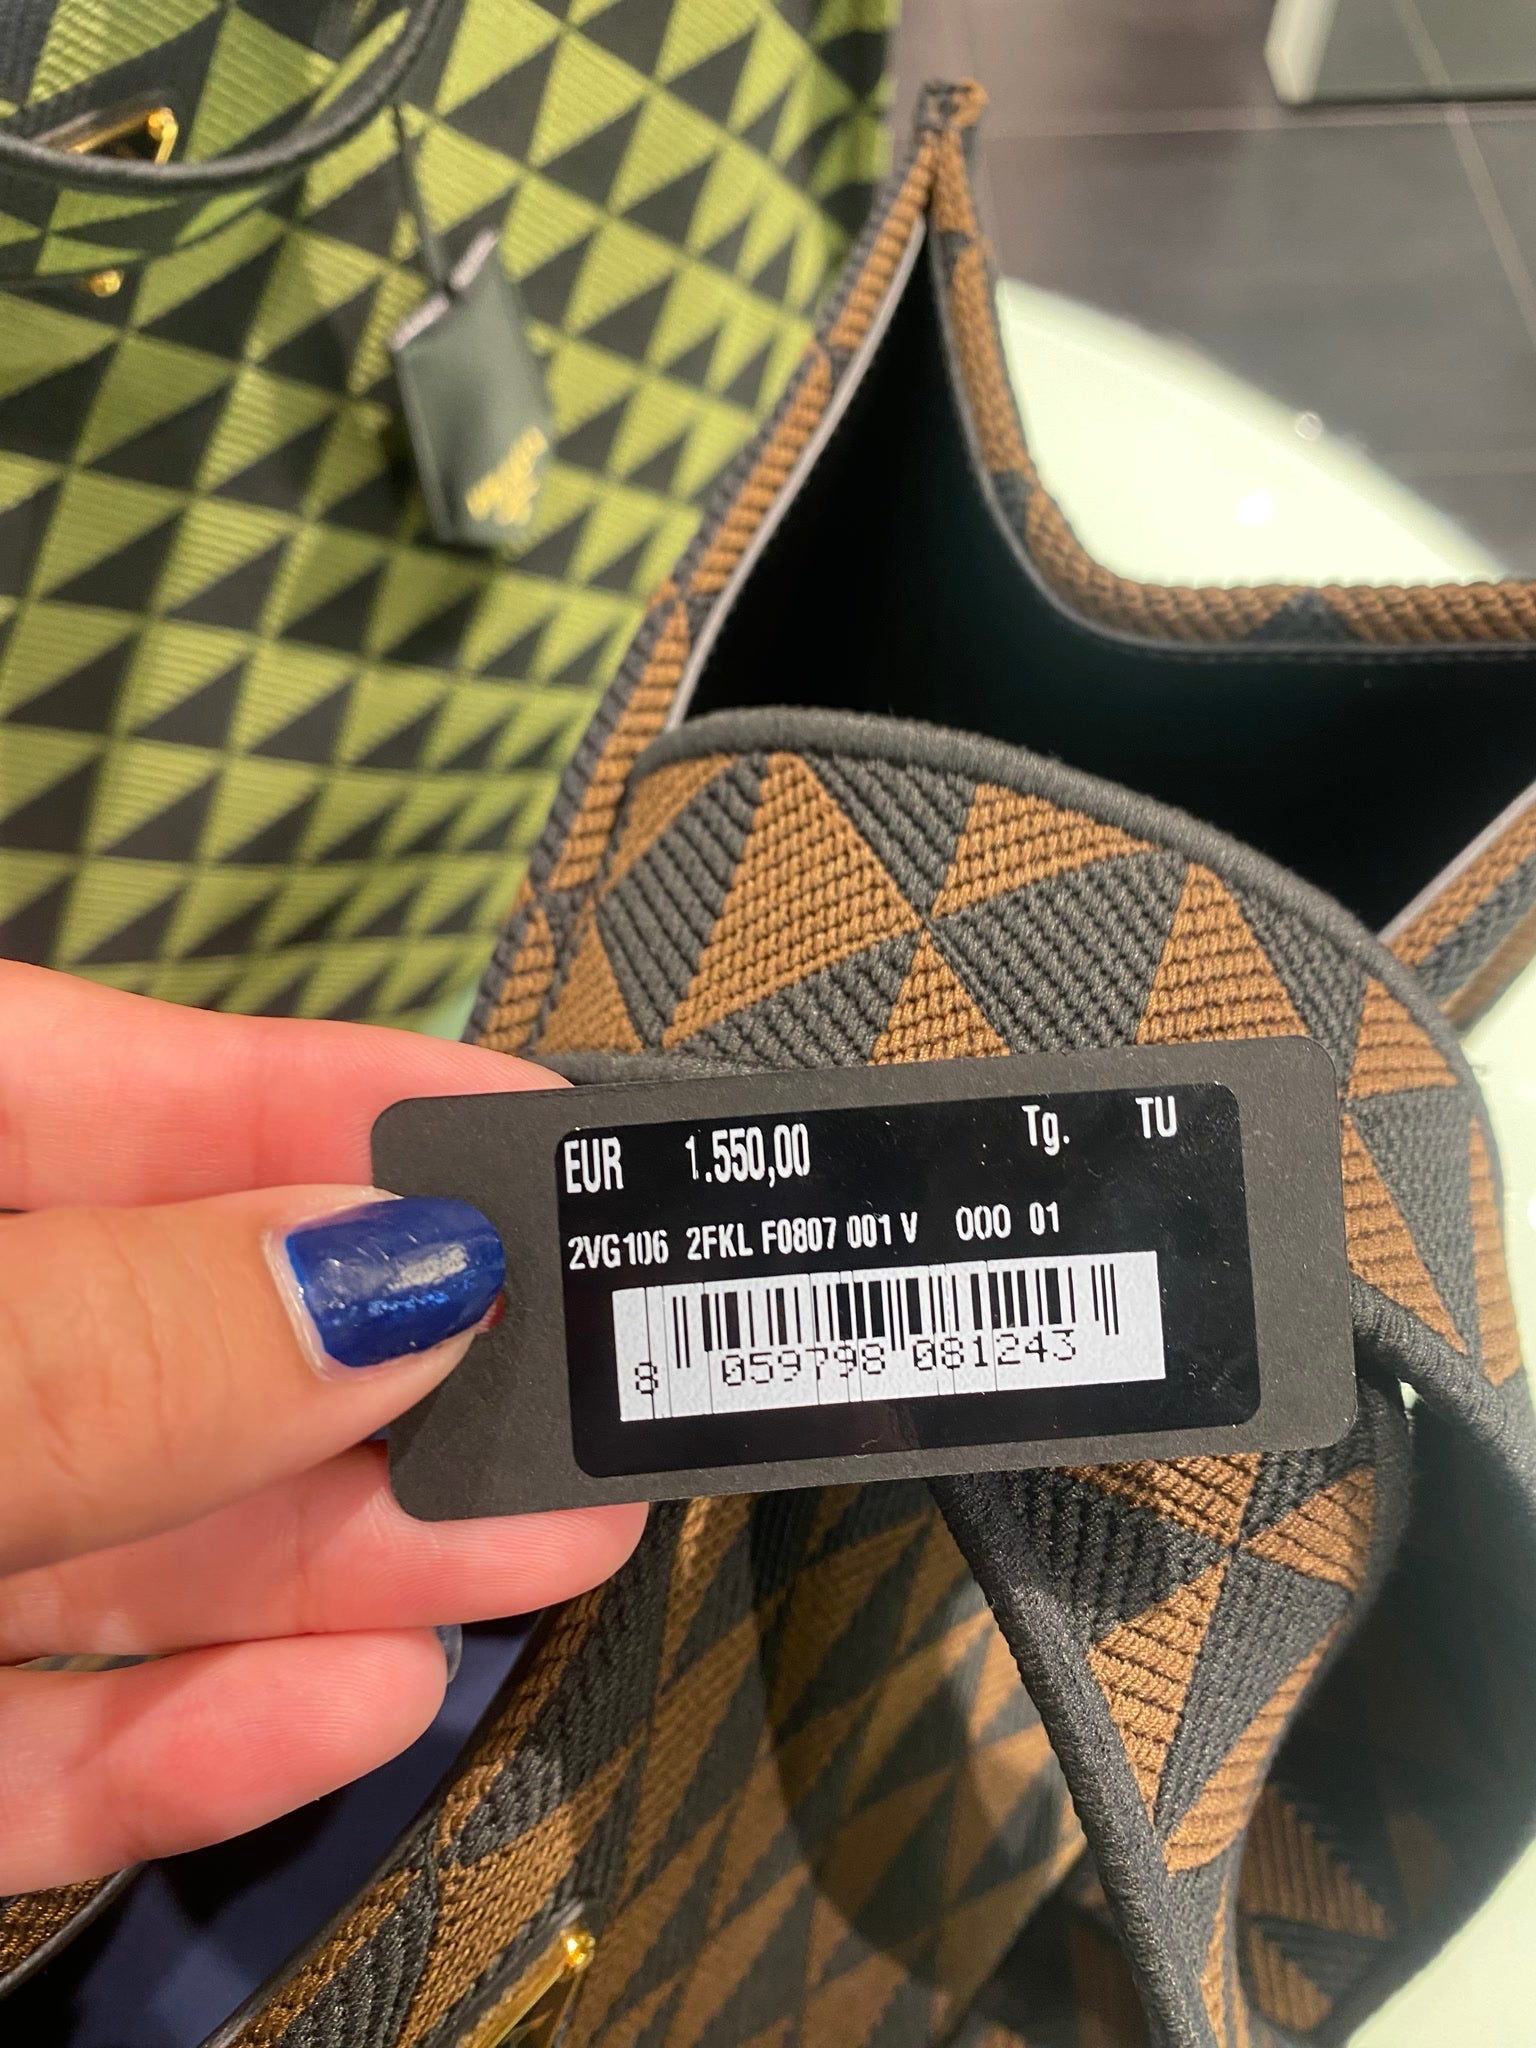 EUR 1.550,00 Tg. TU
2VG106 2FKL F0807 001 V 000 01
8 059798 081243